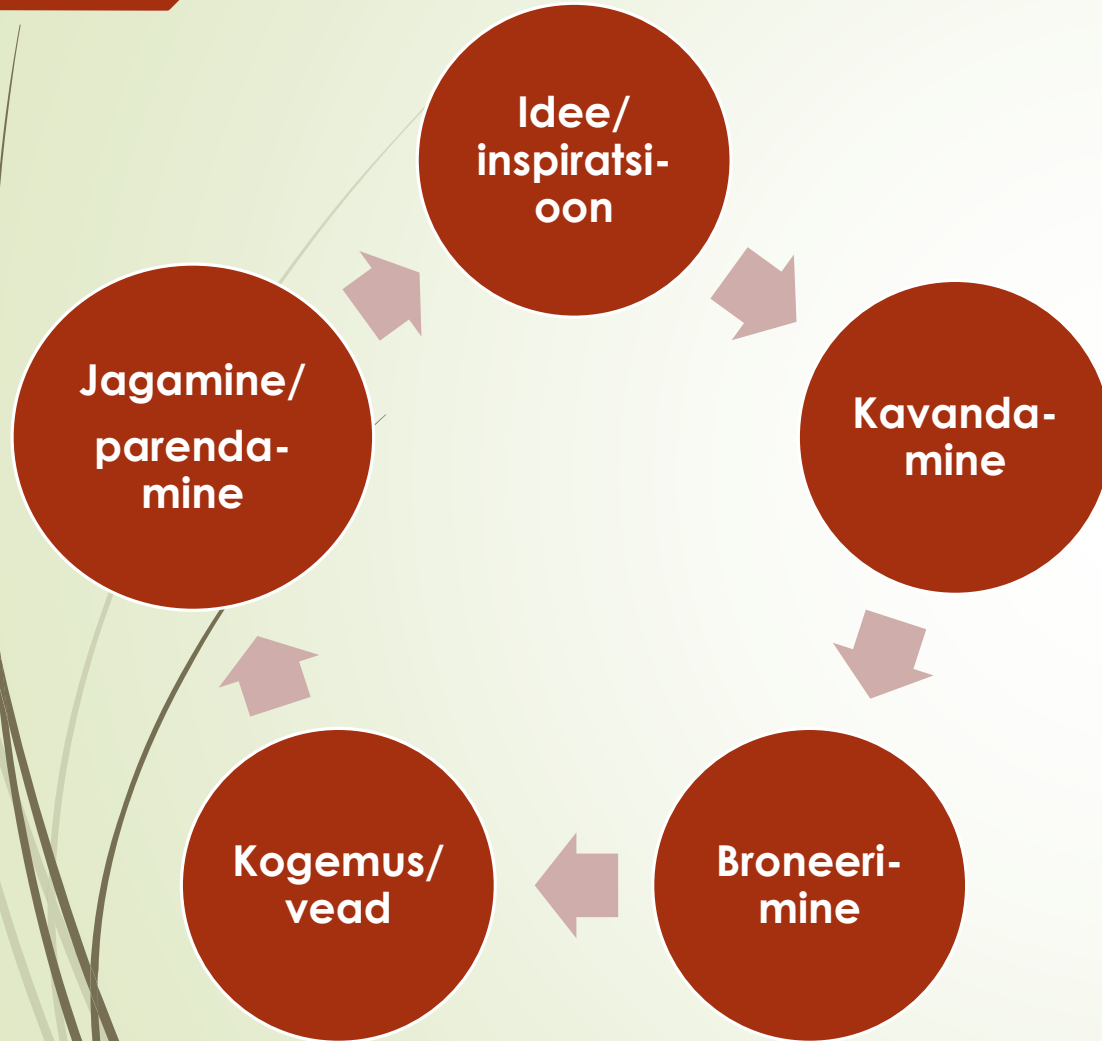 Idee/
inspiratsi-
oon
Kavanda-
mine
Broneeri-
mine
Kogemus/
vead
Jagamine/
parenda-
mine